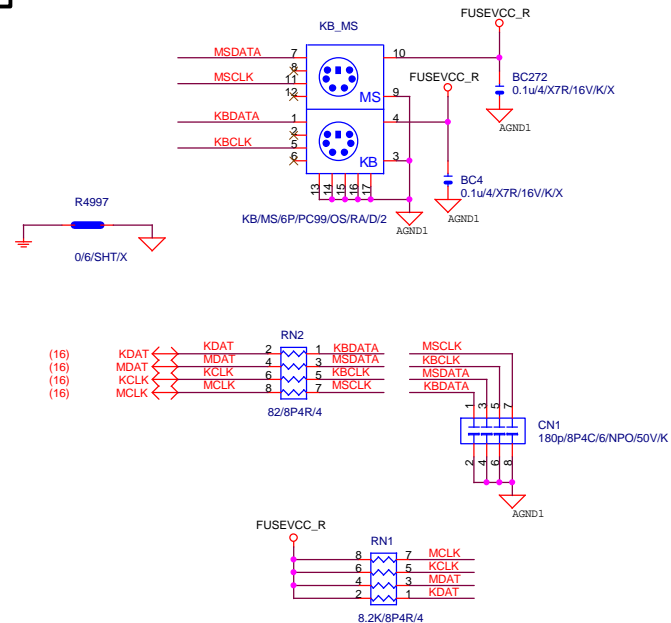 FUSEVCC_R
KB_MS
MSDATA 7 10
8 FUSEVCC_R BC272
MSCLK 11 0.1u/4/X7R/16V/K/X
12 MS 9
AGND1
KBDATA 1 4
2
KBCLK 5
6 KB 3
BC4
13 14 15 16 17 0.1u/4/X7R/16V/K/X
R4997
KB/MS/6P/PC99/OS/RA/D/2 AGND1
AGND1
0/6/SHT/X
RN2
(16) KDAT KDAT 2 1 KBDATA MSCLK
(16) MDAT MDAT 4 3 MSDATA KBCLK
(16) KCLK KCLK 6 5 KBCLK MSDATA
(16) MCLK MCLK 8 7 MSCLK KBDATA
82/8P4R/4
1 3 5 7
CN1
180p/8P4C/6/NPO/50V/K
2 4 6 8
AGND1
FUSEVCC_R
RN1
8 7 MCLK
6 5 KCLK
4 3 MDAT
2 1 KDAT
8.2K/8P4R/4